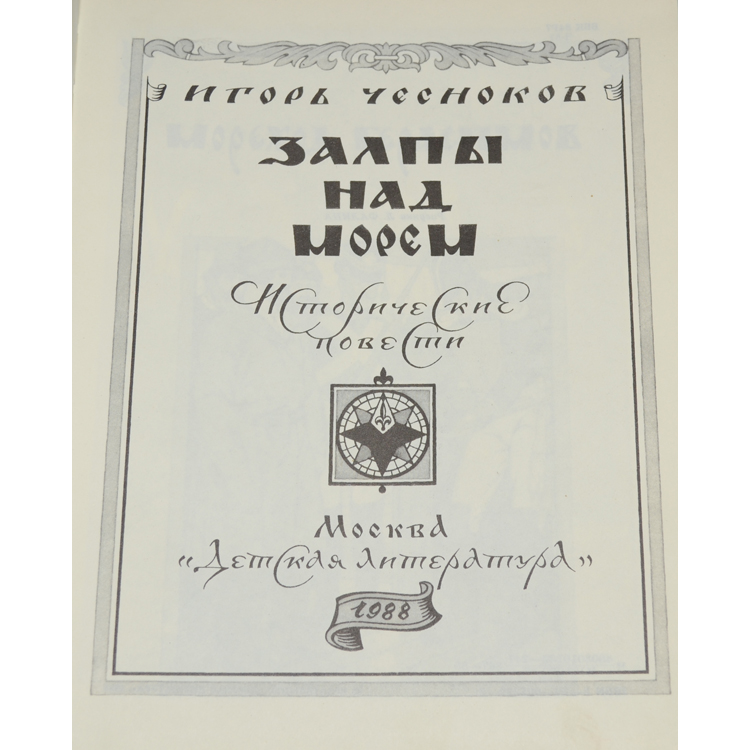 ИГОРЬ ЧЕСНОКОВ
ЗАЛПЫ
НАД
МОРЕМ
Исторические
повести
Москва
„Детская литература”
1988